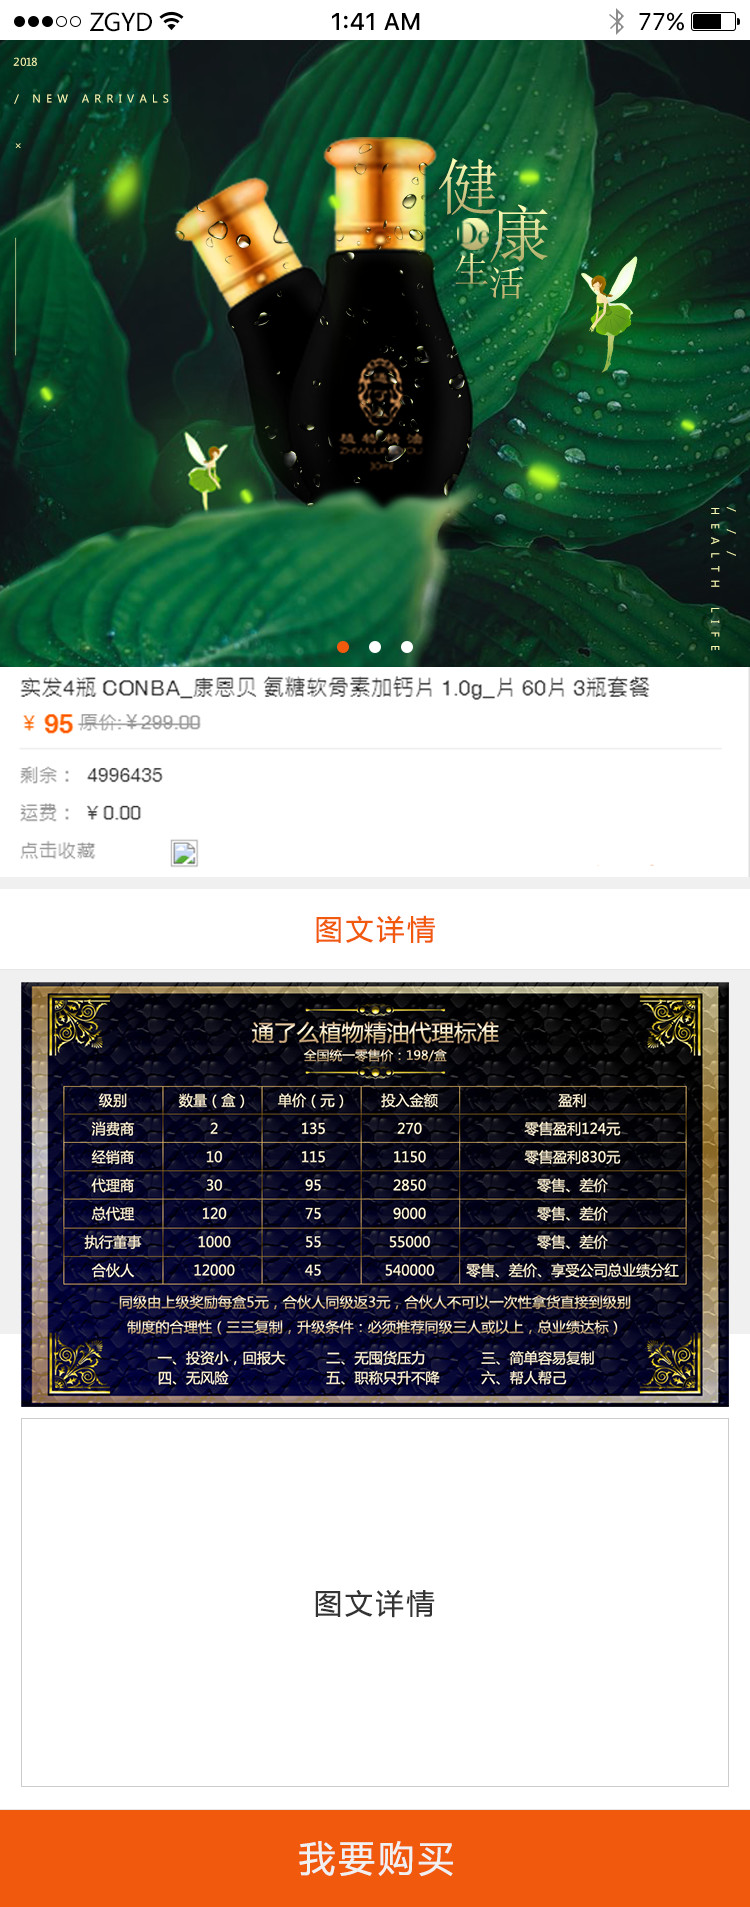 ZGYD 1:41 AM 77%
2018
/ NEW ARRIVALS
×
健康
生活
植物精油
30ml
/ / /
HEALTH LIFE
实发4瓶 CONBA_康恩贝 氨糖软骨素加钙片 1.0g_片 60片 3瓶套餐
¥ 95 原价:¥299.00
剩余： 4996435
运费： ¥ 0.00
点击收藏
图文详情
通了么植物精油代理标准
全国统一零售价：198/盒
级别 数量（盒） 单价（元） 投入金额 盈利
消费商 2 135 270 零售盈利124元
经销商 10 115 1150 零售盈利830元
代理商 30 95 2850 零售、差价
总代理 120 75 9000 零售、差价
执行董事 1000 55 55000 零售、差价
合伙人 12000 45 540000 零售、差价、享受公司总业绩分红
同级由上级奖励每盒5元，合伙人同级返3元，合伙人不可以一次性拿货直接到级别
制度的合理性（三三复制，升级条件：必须推荐同级三人或以上，总业绩达标）
一、投资小，回报大 二、无囤货压力 三、简单容易复制
四、无风险 五、职称只升不降 六、帮人帮己
图文详情
我要购买